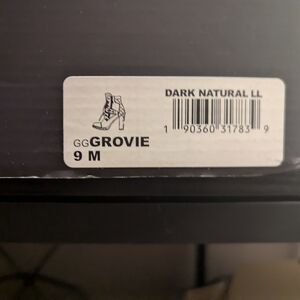 DARK NATURAL LL
1 90360 31783 9
GGGROVIE
9 M